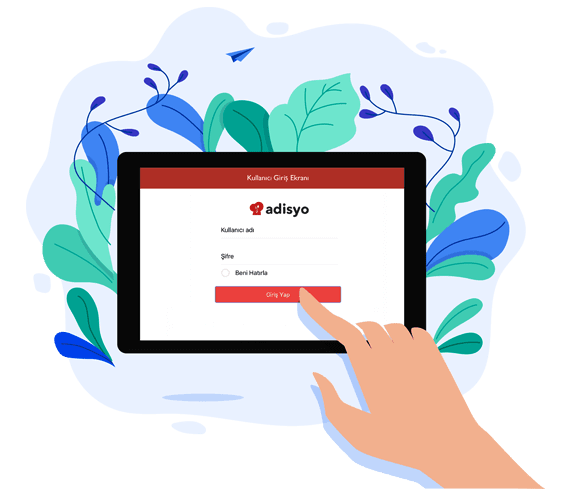 Kullanıcı Giriş Ekranı
adisyo
Kullanıcı adı
Şifre
Beni Hatırla
Giriş Yap